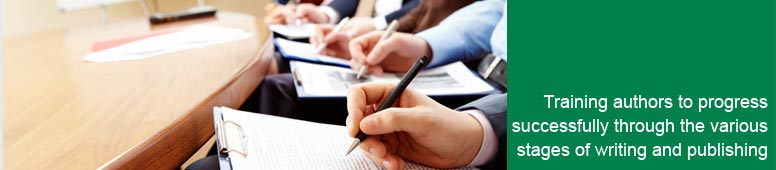 Training authors to progress
successfully through the various
stages of writing and publishing